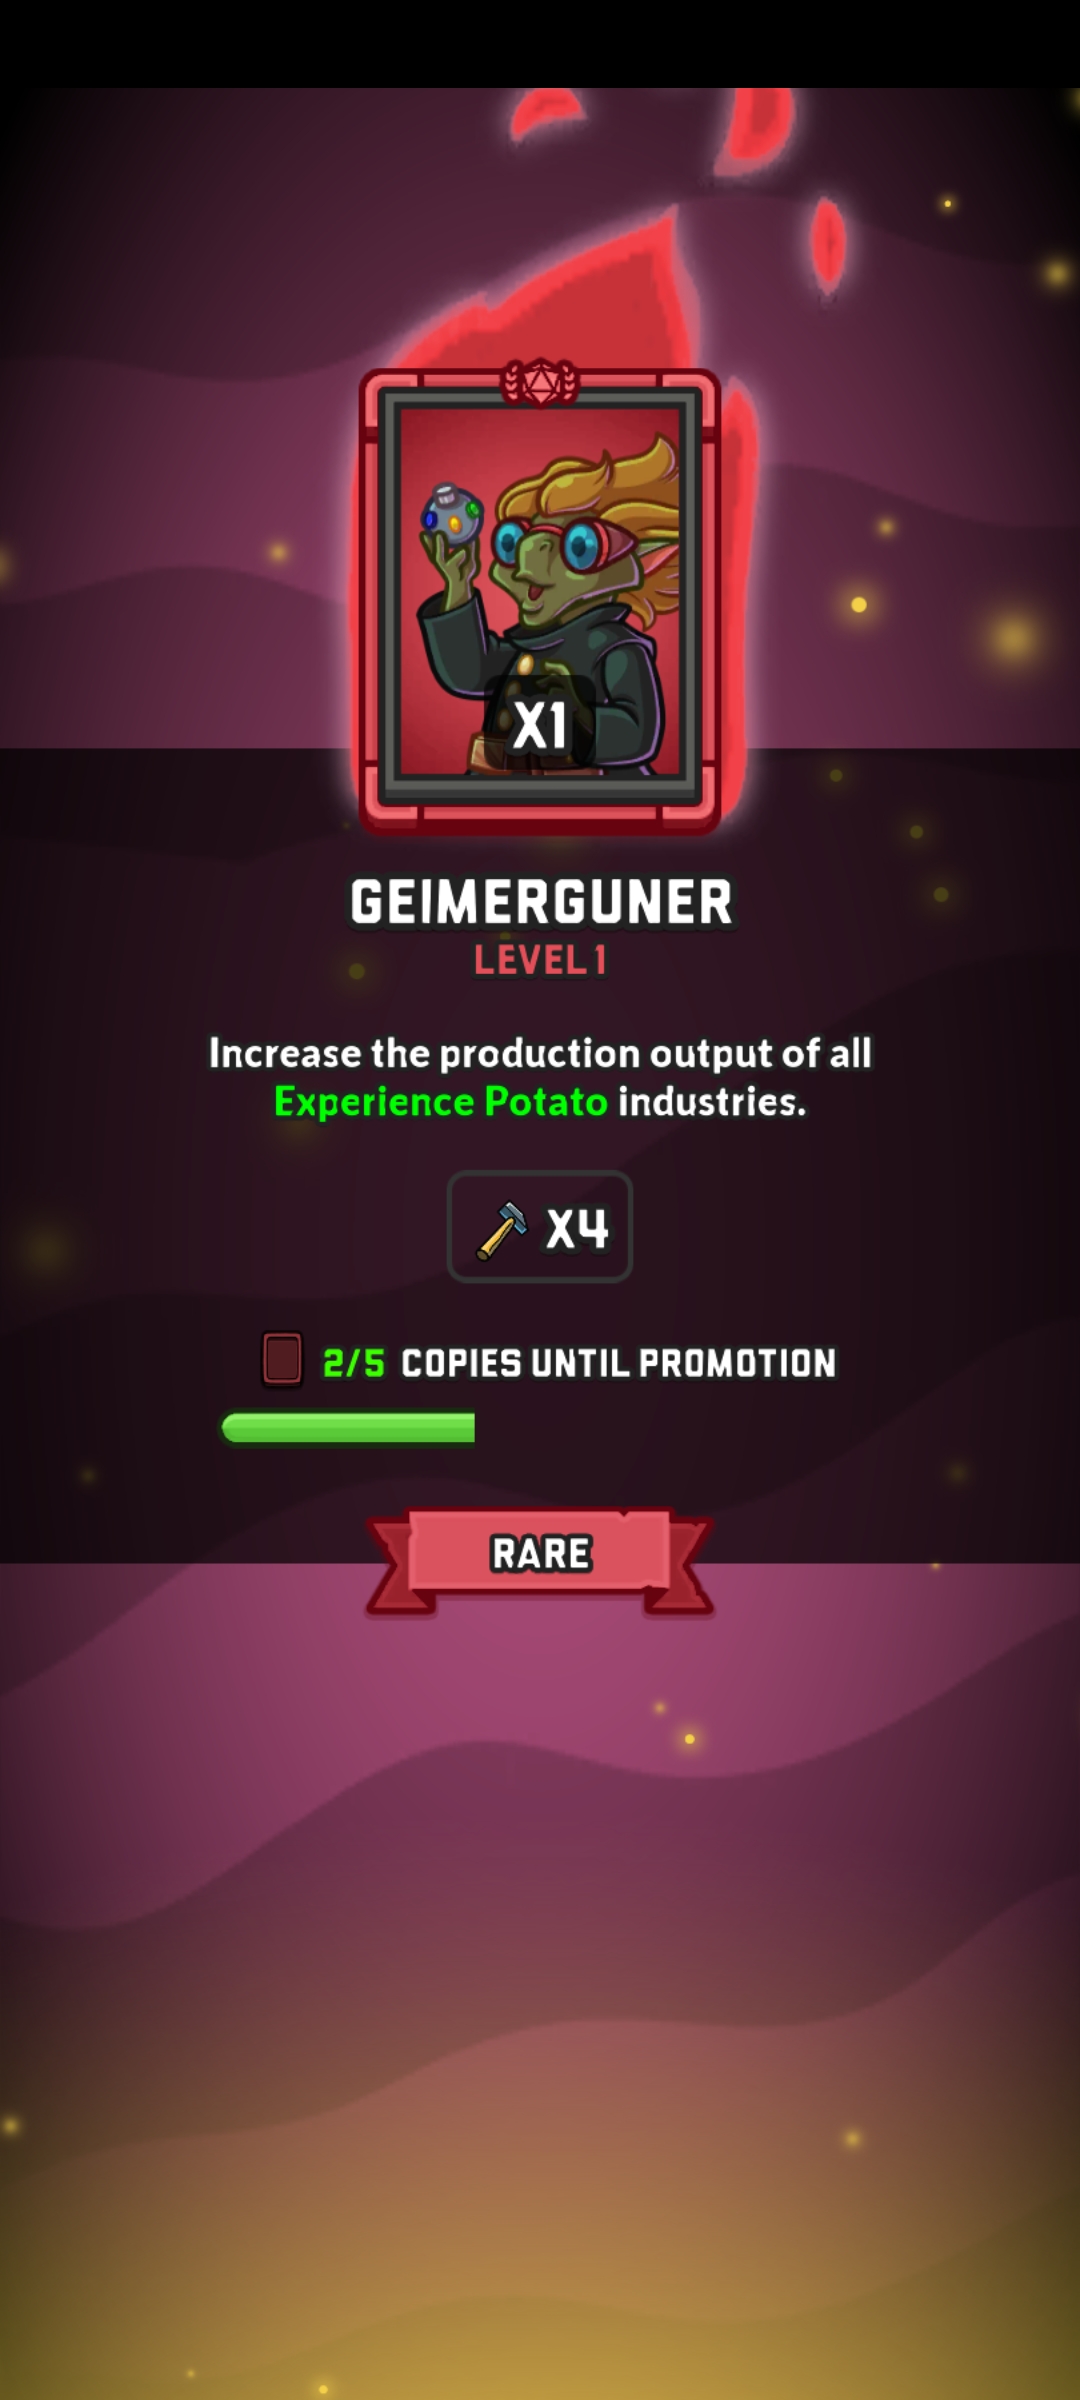 X1
GEIMERGUNER
LEVEL 1
Increase the production output of all
Experience Potato industries.
X4
2/5 COPIES UNTIL PROMOTION
RARE